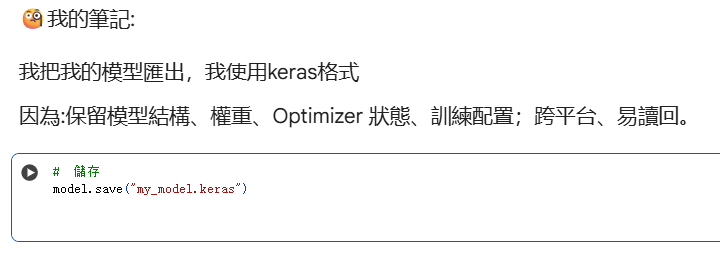 🧐我的筆記:
我把我的模型匯出，我使用keras格式
因為:保留模型結構、權重、Optimizer 狀態、訓練配置；跨平台、易讀回。
# 儲存
model.save("my_model.keras")